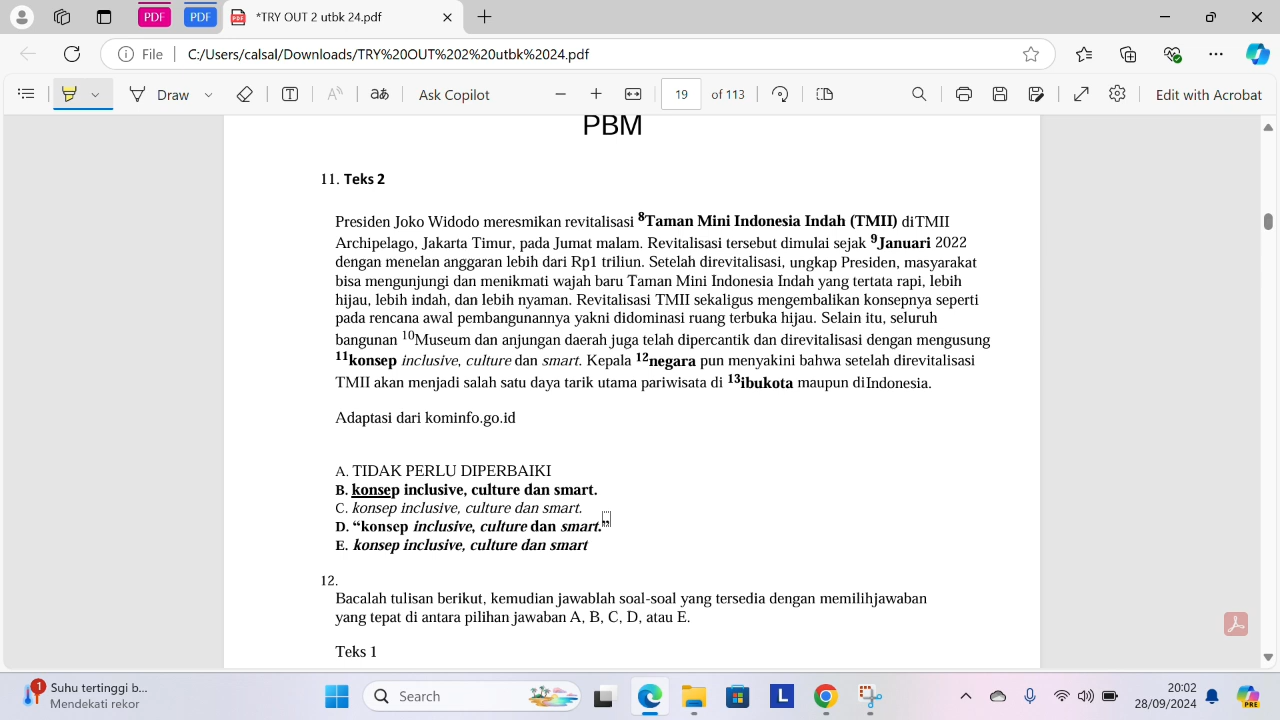 PDF
PDF
PDF
*TRY OUT 2 utbk 24.pdf
File
C:/Users/calsal/Downloads/TRY%20OUT%202%20utbk%2024.pdf
Draw
Ask Copilot
19
of 113
Edit with Acrobat
PBM
11. Teks 2
Presiden Joko Widodo meresmikan revitalisasi 8Taman Mini Indonesia Indah (TMII) diTMII
Archipelago, Jakarta Timur, pada Jumat malam. Revitalisasi tersebut dimulai sejak 9Januari 2022
dengan menelan anggaran lebih dari Rp1 triliun. Setelah direvitalisasi, ungkap Presiden, masyarakat
bisa mengunjungi dan menikmati wajah baru Taman Mini Indonesia Indah yang tertata rapi, lebih
hijau, lebih indah, dan lebih nyaman. Revitalisasi TMII sekaligus mengembalikan konsepnya seperti
pada rencana awal pembangunannya yakni didominasi ruang terbuka hijau. Selain itu, seluruh
bangunan 10Museum dan anjungan daerah juga telah dipercantik dan direvitalisasi dengan mengusung
11konsep inclusive, culture dan smart. Kepala 12negara pun menyakini bahwa setelah direvitalisasi
TMII akan menjadi salah satu daya tarik utama pariwisata di 13ibukota maupun diIndonesia.
Adaptasi dari kominfo.go.id
A. TIDAK PERLU DIPERBAIKI
B. konsep inclusive, culture dan smart.
C. konsep inclusive, culture dan smart.
D. “konsep inclusive, culture dan smart.”
E. konsep inclusive, culture dan smart
12.
Bacalah tulisan berikut, kemudian jawablah soal-soal yang tersedia dengan memilihjawaban
yang tepat di antara pilihan jawaban A, B, C, D, atau E.
Teks 1
1
Suhu tertinggi b...
Mendekati rekor
Search
L
20:02
28/09/2024
PRE